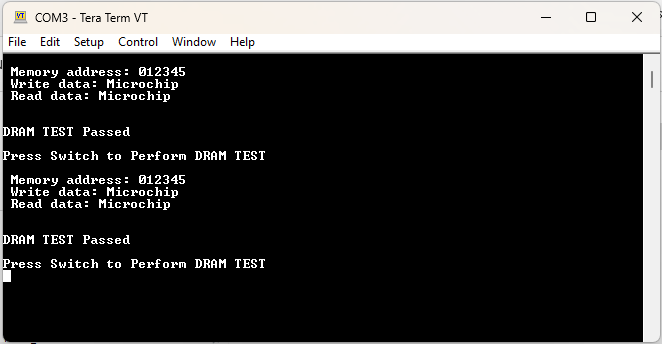 COM3 - Tera Term VT
File Edit Setup Control Window Help
Memory address: 012345
Write data: Microchip
Read data: Microchip
DRAM TEST Passed
Press Switch to Perform DRAM TEST
Memory address: 012345
Write data: Microchip
Read data: Microchip
DRAM TEST Passed
Press Switch to Perform DRAM TEST